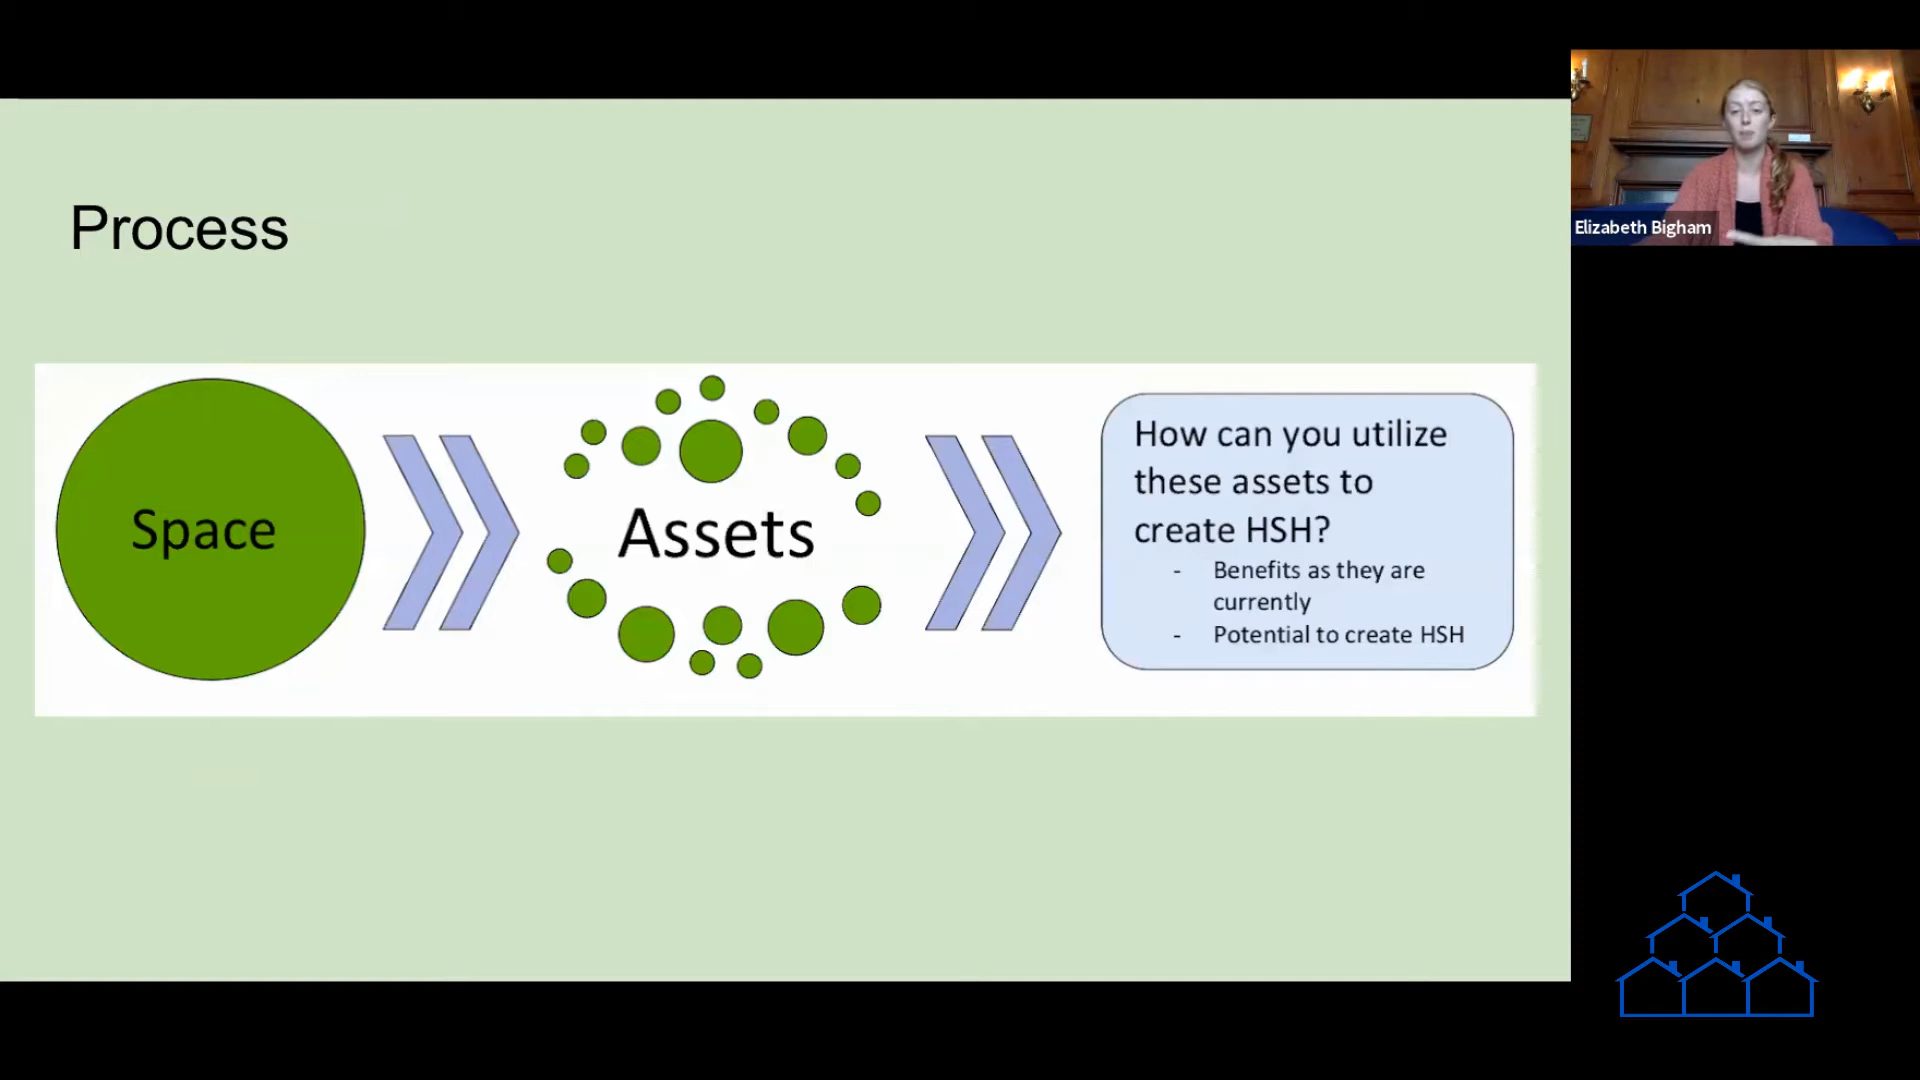 Process
Space
Assets
How can you utilize
these assets to
create HSH?
- Benefits as they are
currently
- Potential to create HSH
Elizabeth Bigham